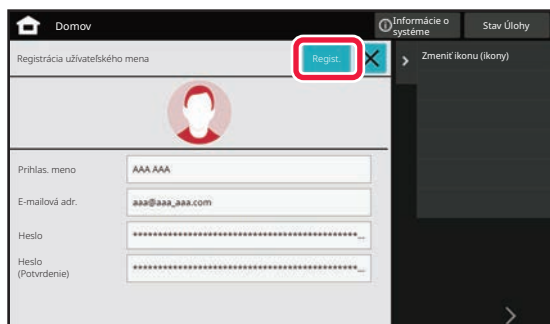 Domov
Informácie o
systéme
Stav Úlohy
Registrácia užívateľského mena
Regist.
Zmeniť ikonu (ikony)
Prihlas. meno
AAA AAA
E-mailová adr.
aaa@aaa_aaa.com
Heslo
************************************************...
Heslo
(Potvrdenie)
************************************************...